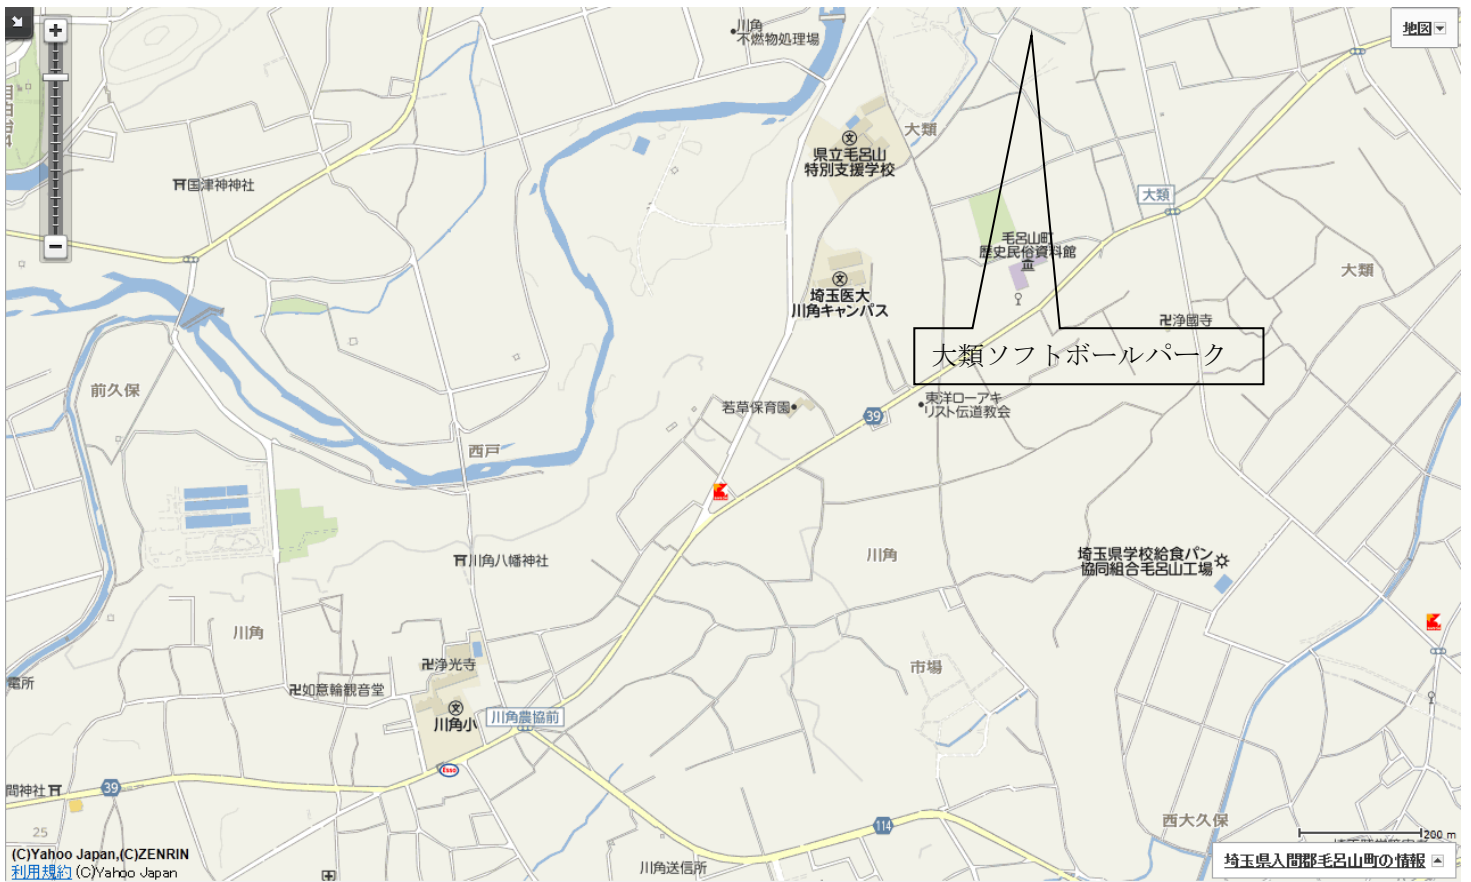 川角
不燃物処理場
地図
大類
県立毛呂山
特別支援学校
国津神神社
大類
毛呂山町
歴史民俗資料館
大類
埼玉医大
川角キャンパス
浄國寺
大類ソフトボールパーク
前久保
若草保育園
39
東洋ローアキ
リスト伝道教会
西戸
川角八幡神社
川角
埼玉県学校給食パン
協同組合毛呂山工場
川角
浄光寺
市場
電所
如意輪観音堂
川角小
川角農協前
Esso
39
間神社
25
114
西大久保
200 m
(C)Yahoo Japan,(C)ZENRIN
利用規約 (C)Yahoo Japan
川角送信所
埼玉県入間郡毛呂山町の情報